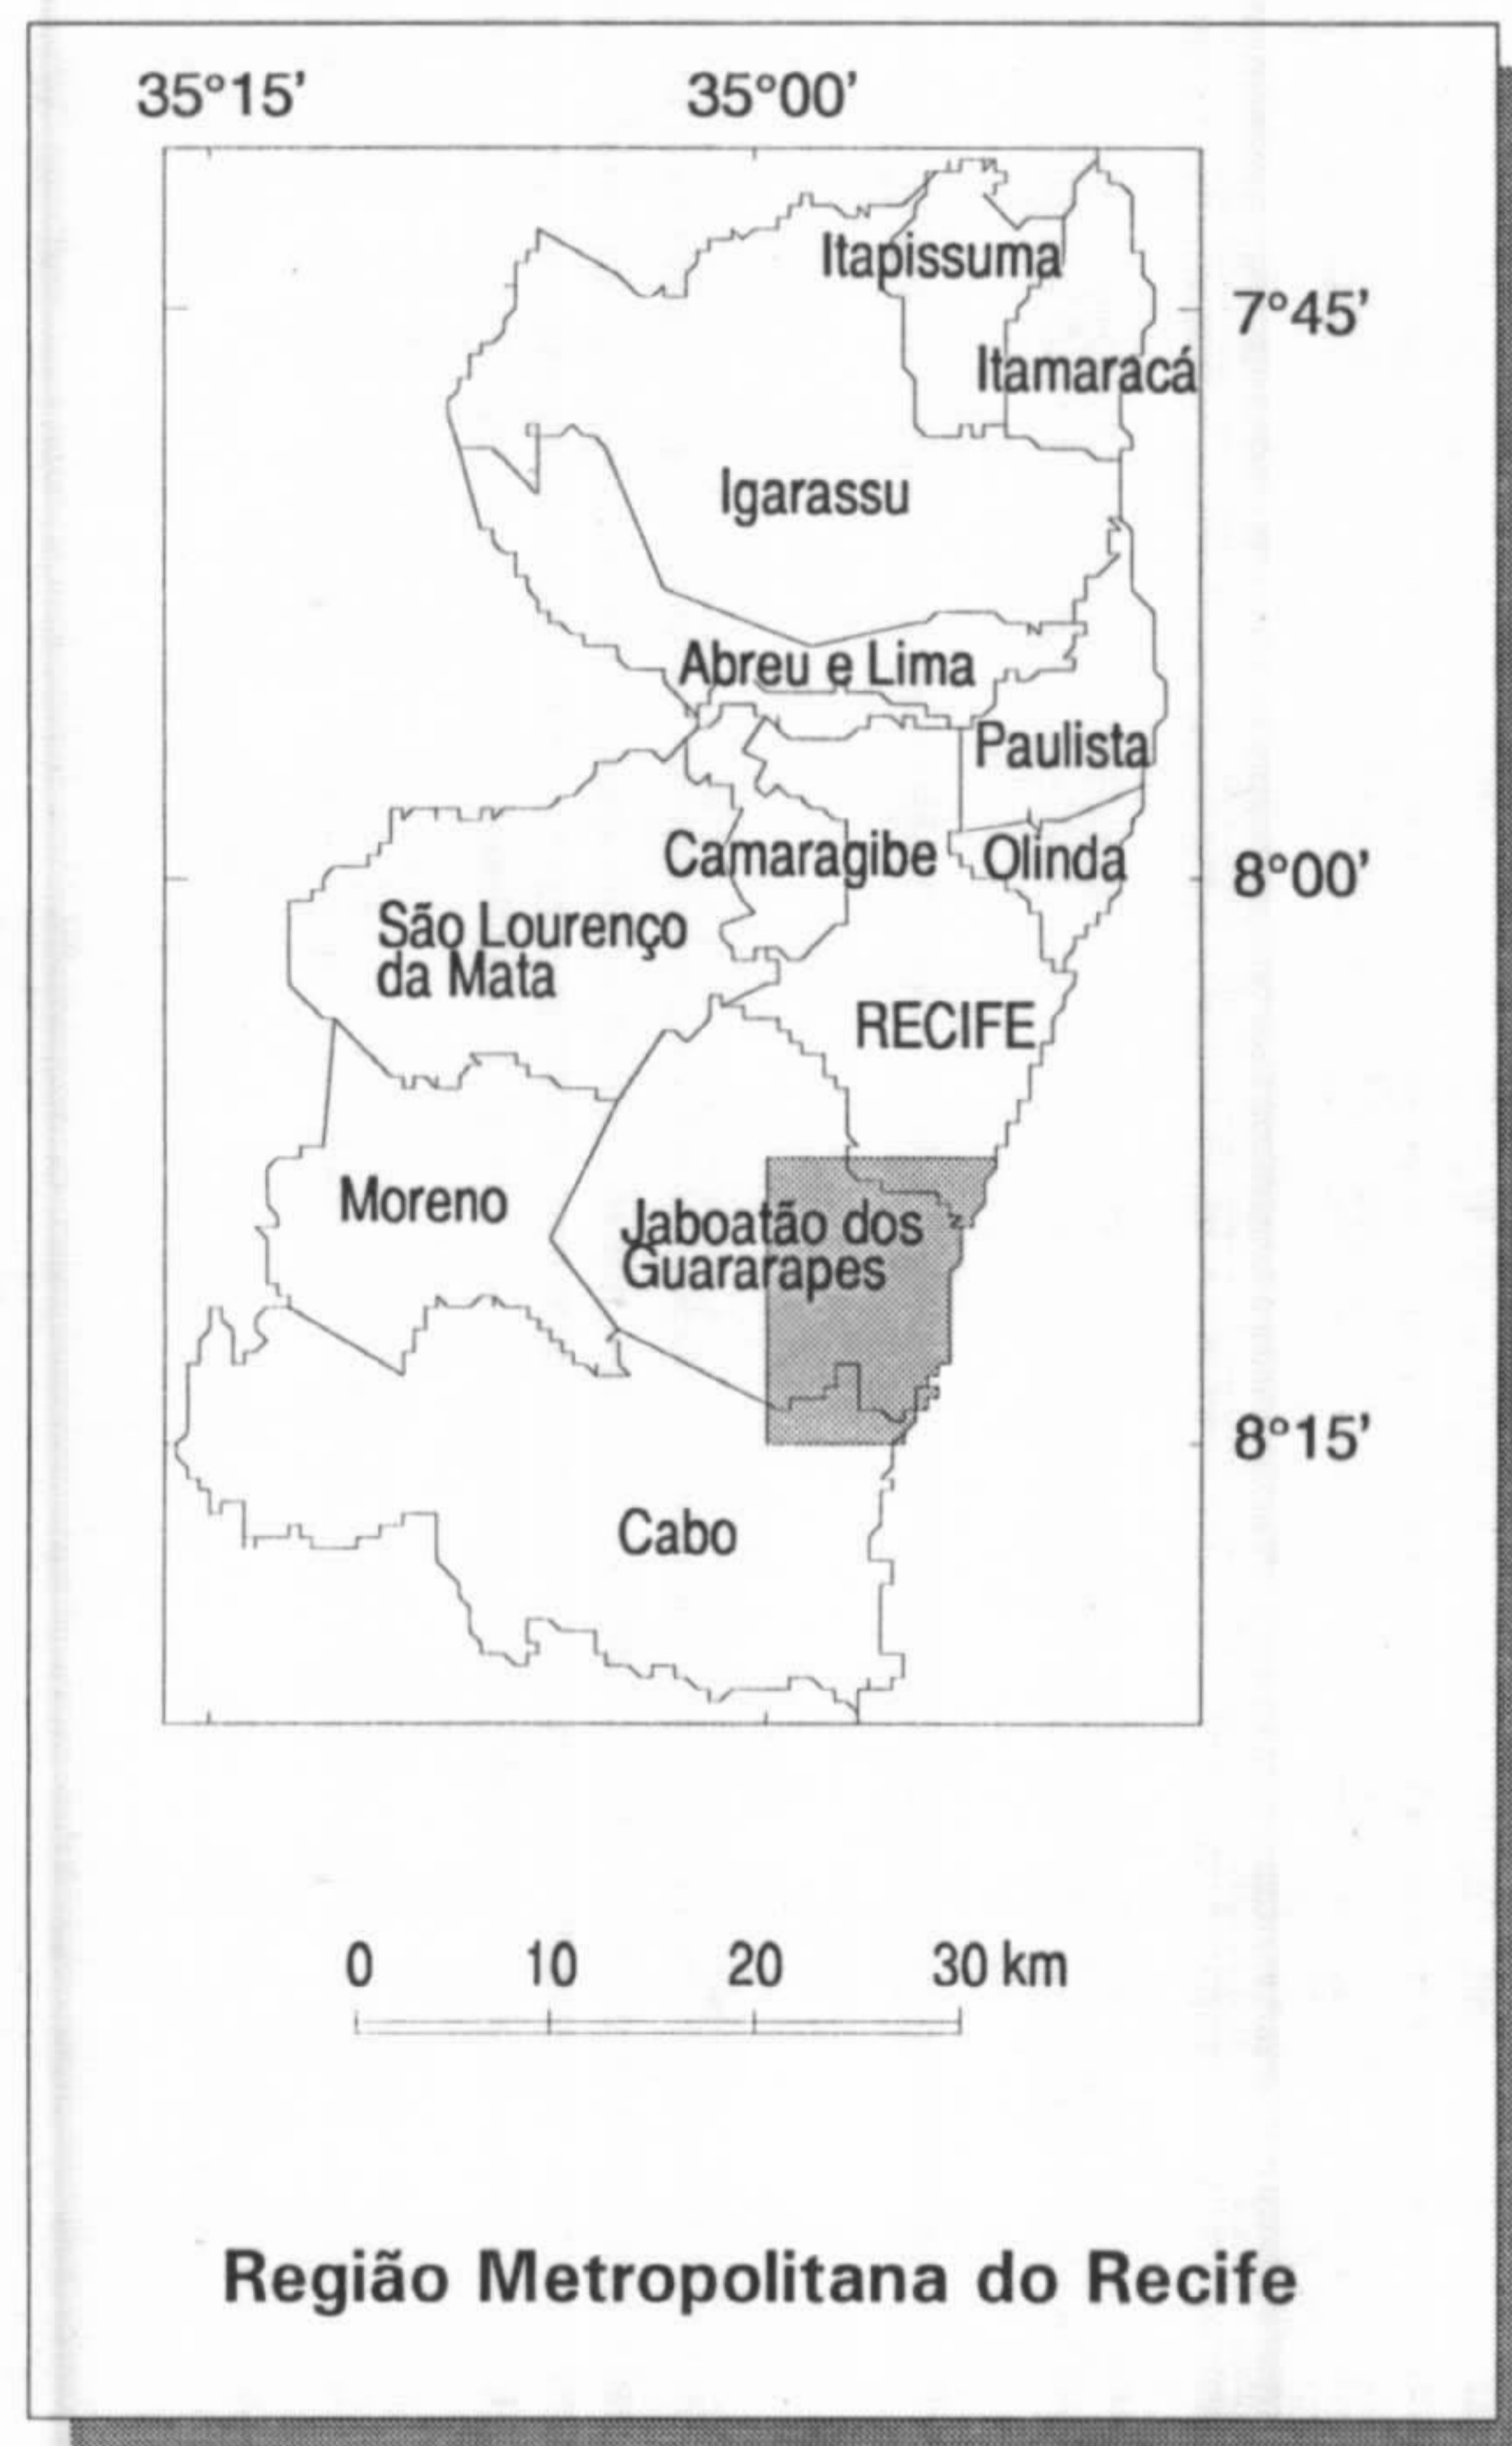 35°15'
35°00'
Itapissuma
7°45'
Itamaracá
Igarassu
Abreu e Lima
Paulista
Camaragibe
Olinda
8°00'
São Lourenço
da Mata
RECIFE
Moreno
Jaboatão dos
Guararapes
8°15'
Cabo
0 10 20 30 km
Região Metropolitana do Recife